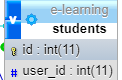 e-learning
students
id : int(11)
user_id : int(11)